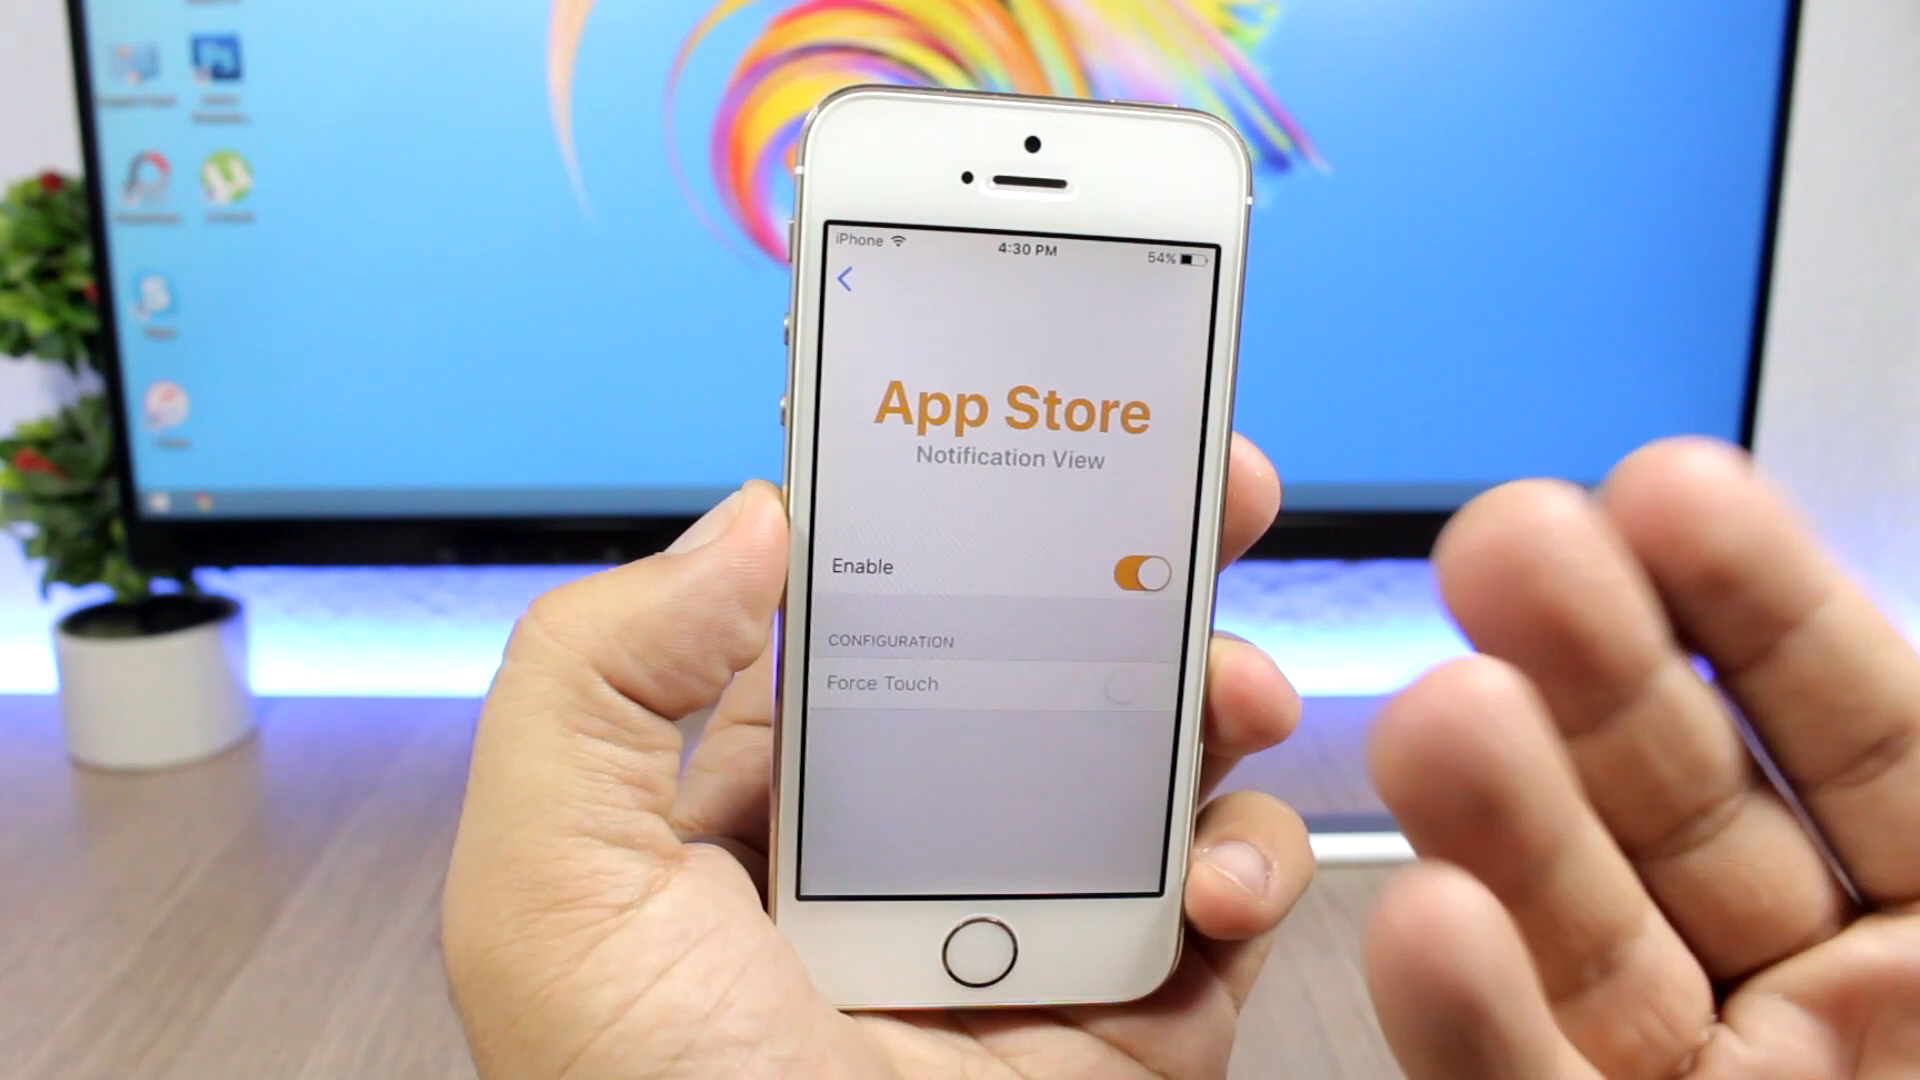 iPhone
4:30 PM
54%
App Store
Notification View
Enable
CONFIGURATION
Force Touch